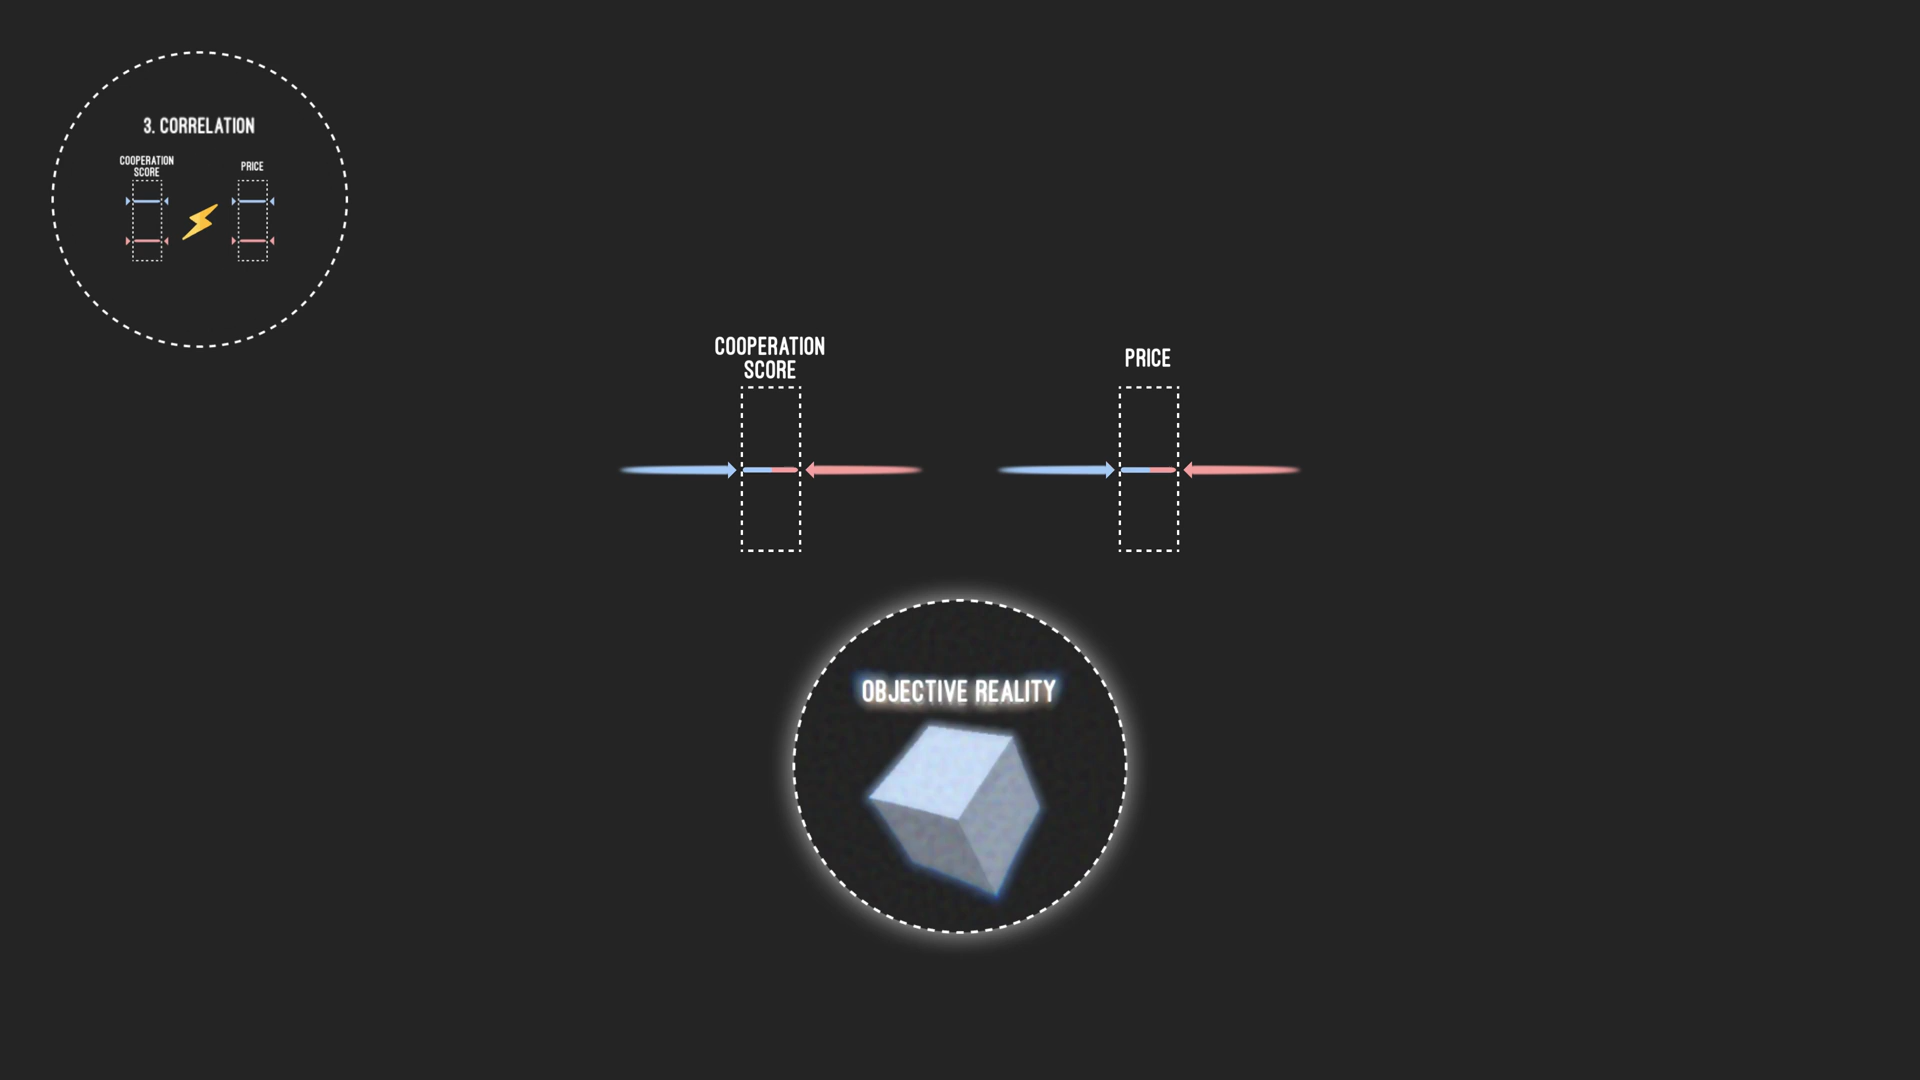 3. CORRELATION
COOPERATION
SCORE
PRICE
COOPERATION
SCORE
PRICE
OBJECTIVE REALITY